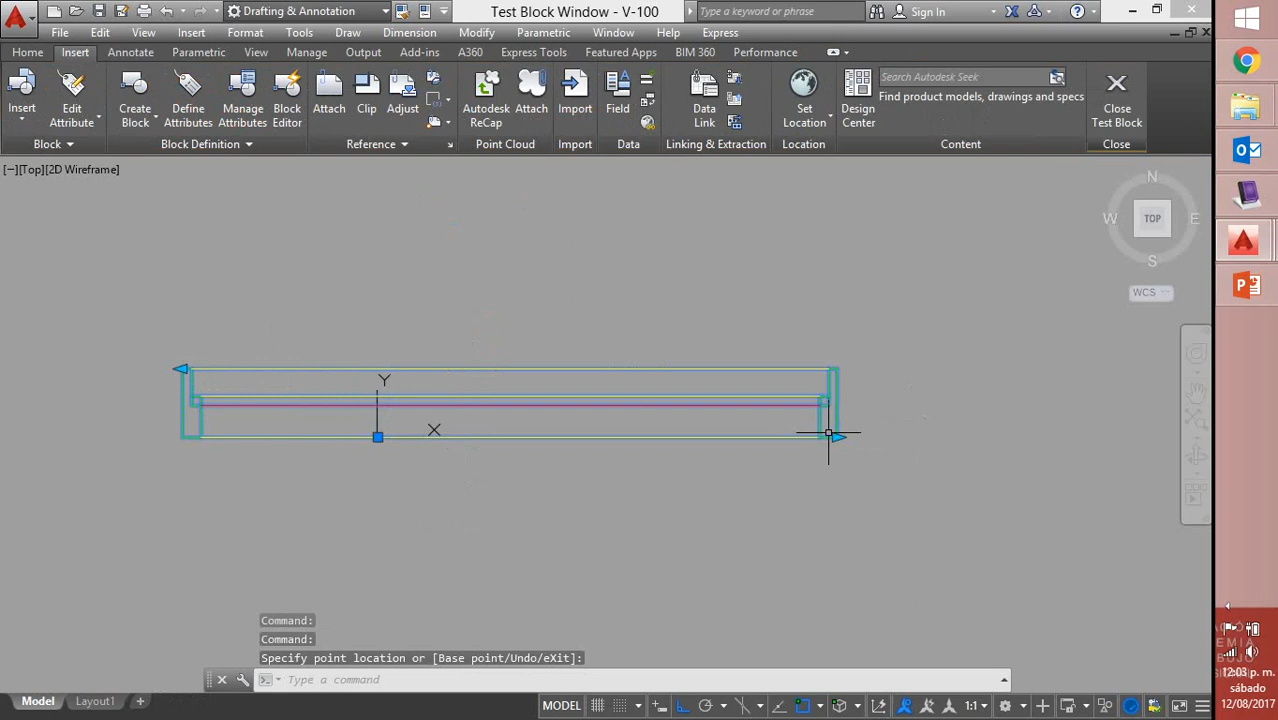 Drafting & Annotation
Test Block Window - V-100
Type a keyword or phrase
Sign In
File Edit View Insert Format Tools Draw Dimension Modify Parametric Window Help Express
Home Insert Annotate Parametric View Manage Output Add-ins A360 Express Tools Featured Apps BIM 360 Performance
Insert
Edit Attribute
Create Block
Define Attributes
Manage Attributes
Block Editor
Attach
Clip
Adjust
Autodesk ReCap
Attach
Import
Field
Data Link
Set Location
Design Center
Search Autodesk Seek
Find product models, drawings and specs
Close Test Block
Block Block Definition Reference Point Cloud Import Data Linking & Extraction Location Content Close
[−][Top][2D Wireframe]
N
W TOP E
S
WCS
Y
X
Command:
Command:
Specify point location or [Base point/Undo/eXit]:
Type a command
Model Layout1
MODEL
1:1
12:03 p. m.
sábado
12/08/2017